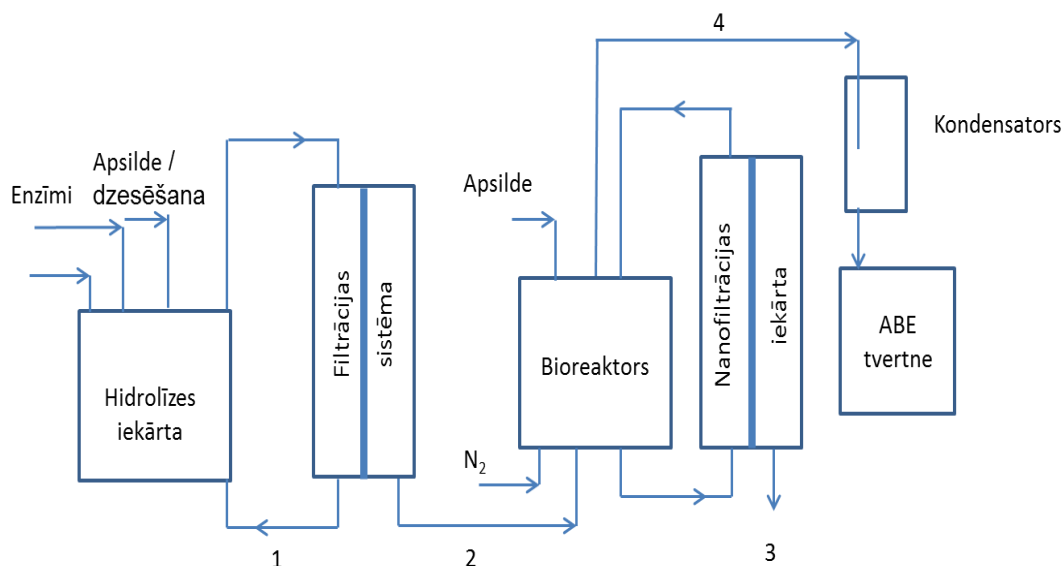 4
Kondensators
Apsilde /
dzesēšana
Enzīmi
Apsilde
Filtrācijas
sistēma
Nanofiltrācijas
iekārta
Hidrolīzes
iekārta
Bioreaktors
ABE
tvertne
N₂
1
2
3